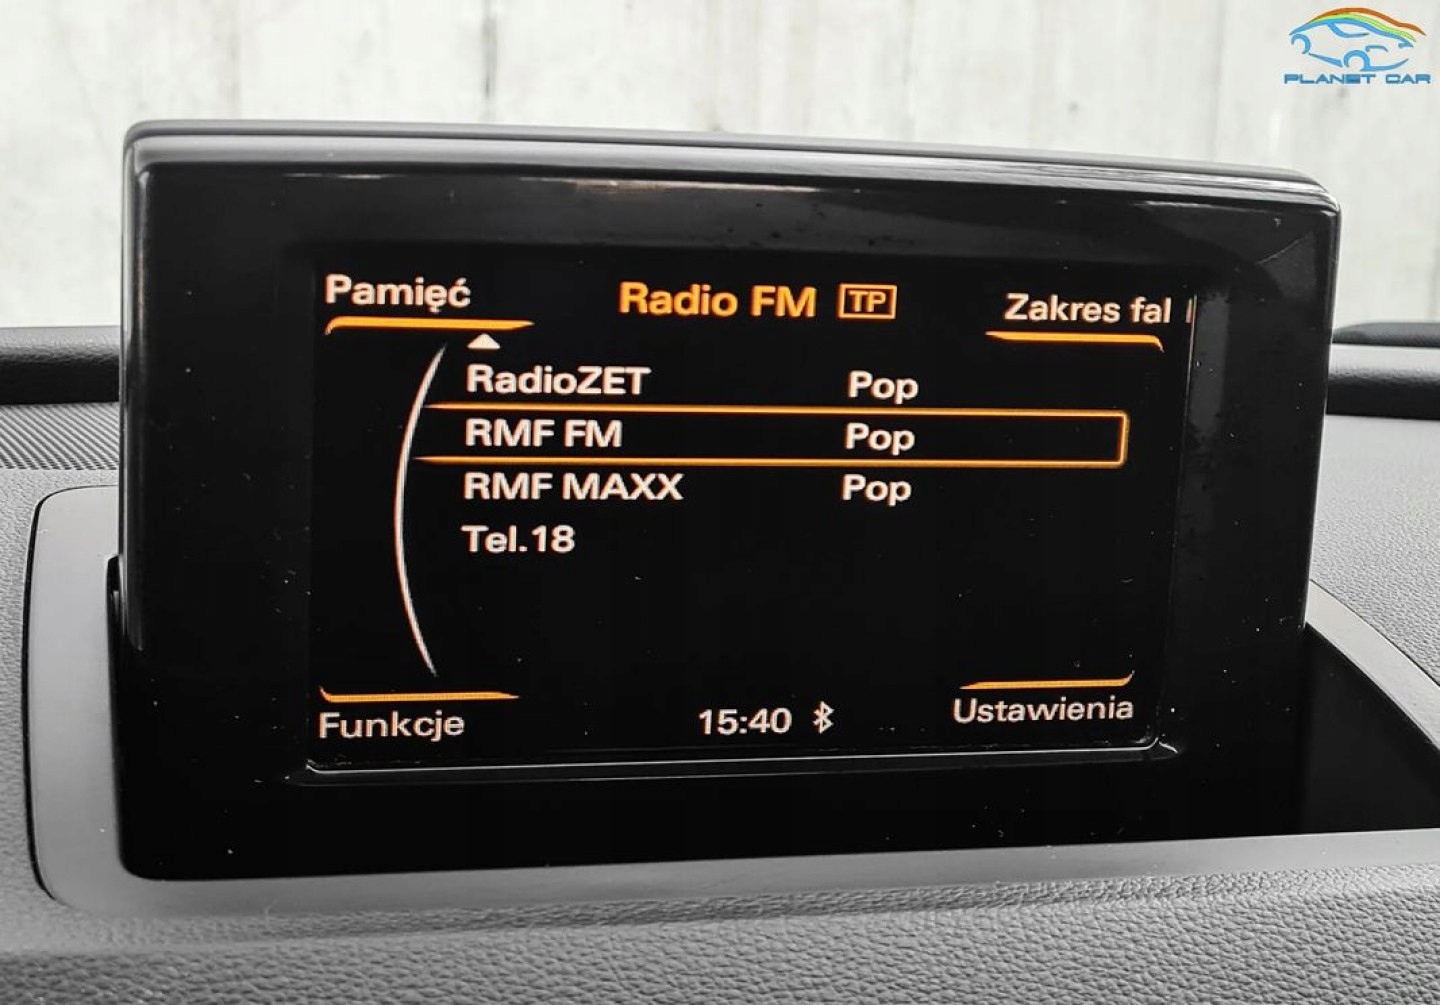 PLANET CAR
Pamięć
Radio FM TP
Zakres fal
RadioZET Pop
RMF FM Pop
RMF MAXX Pop
Tel.18
Funkcje
15:40
Ustawienia